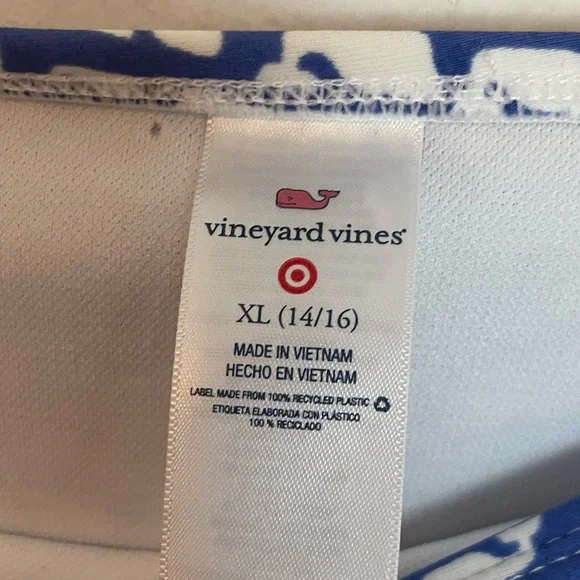 vineyard vines
XL (14/16)
MADE IN VIETNAM
HECHO EN VIETNAM
LABEL MADE FROM 100% RECYCLED PLASTIC
ETIQUETA ELABORADA CON PLÁSTICO
100 % RECICLADO